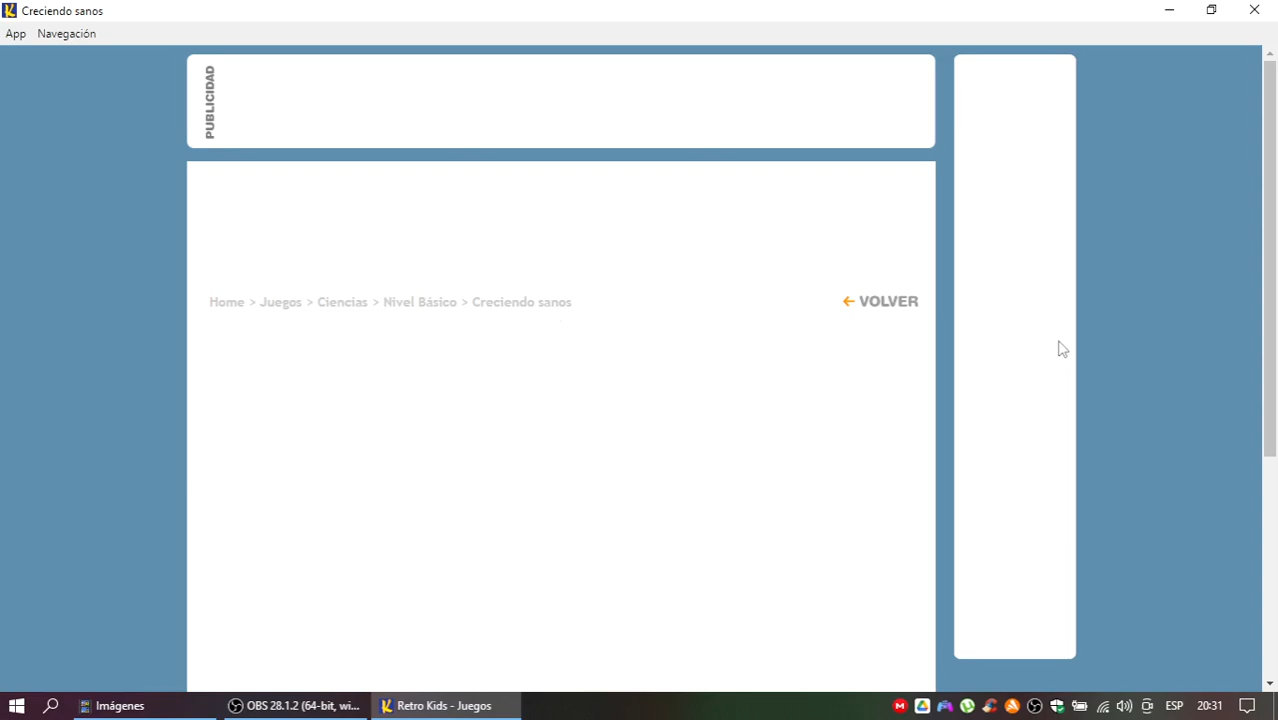 Creciendo sanos
App Navegación
PUBLICIDAD
Home > Juegos > Ciencias > Nivel Básico > Creciendo sanos
← VOLVER
Imágenes
OBS 28.1.2 (64-bit, wi...
Retro Kids - Juegos
ESP
20:31